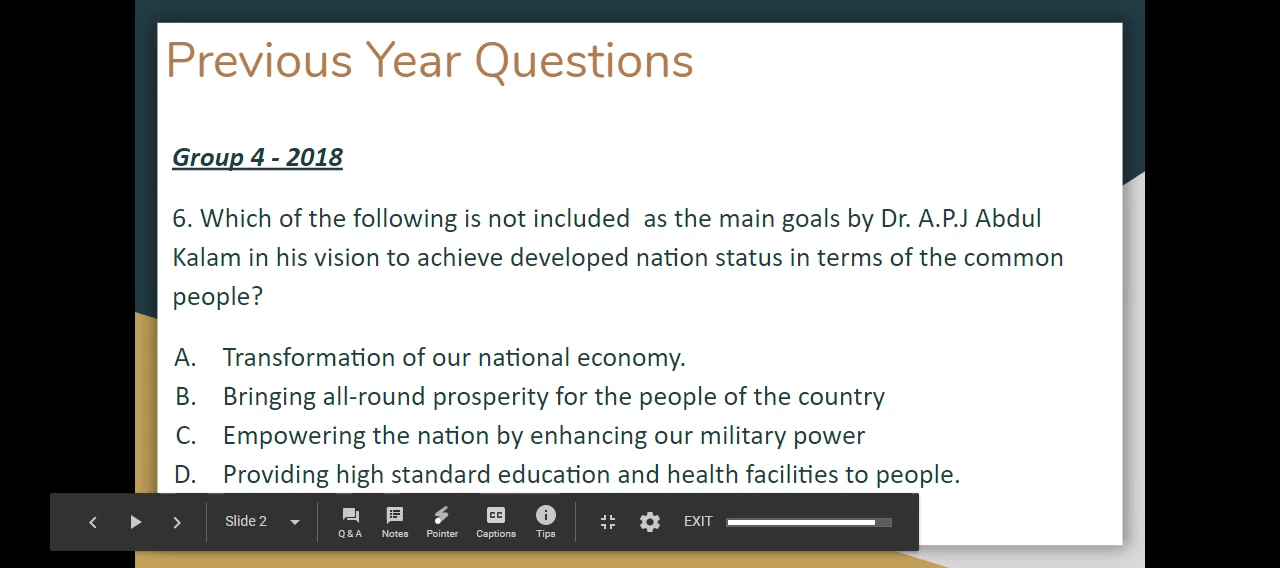 Previous Year Questions
Group 4 - 2018
6. Which of the following is not included  as the main goals by Dr. A.P.J Abdul
Kalam in his vision to achieve developed nation status in terms of the common
people?
A. Transformation of our national economy.
B. Bringing all-round prosperity for the people of the country
C. Empowering the nation by enhancing our military power
D. Providing high standard education and health facilities to people.
Slide 2
Q & A Notes Pointer CC Captions Tips
EXIT